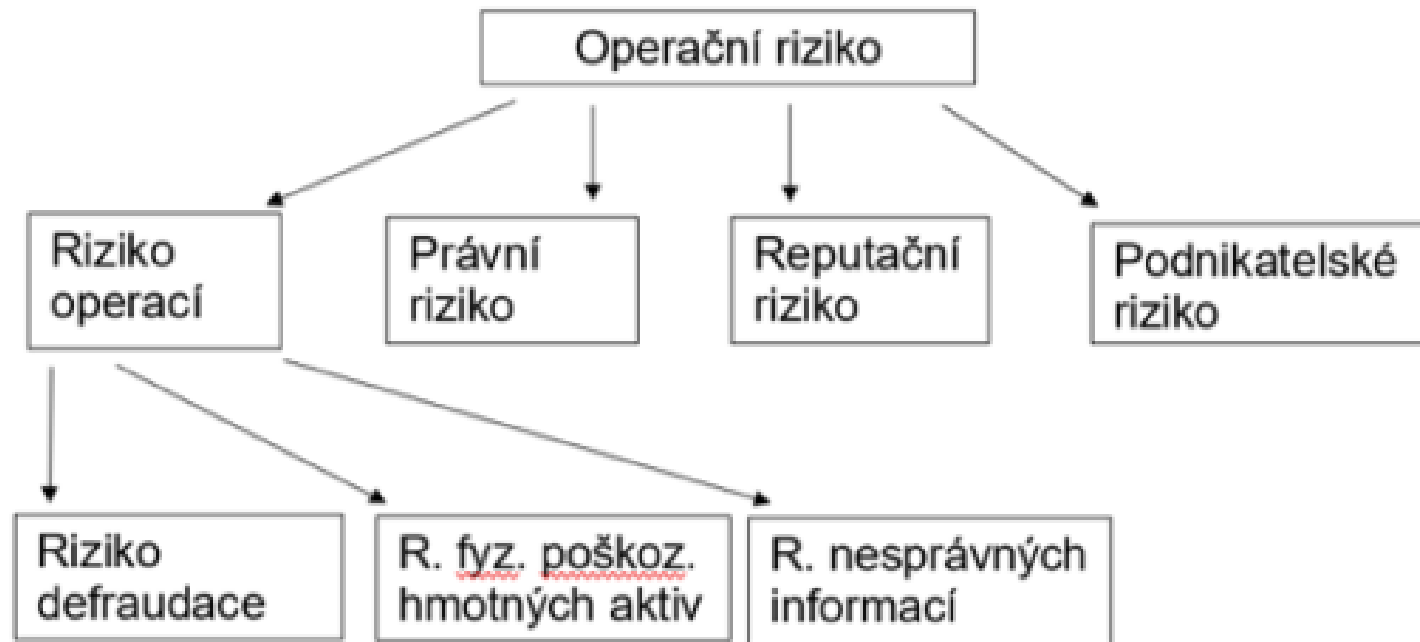 Operační riziko
Riziko
operací
Právní
riziko
Reputační
riziko
Podnikatelské
riziko
Riziko
defraudace
R. fyz. poškoz.
hmotných aktiv
R. nesprávných
informací